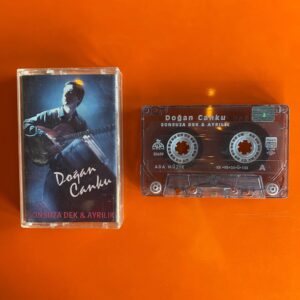 Doğan
Canku
SONSUZA DEK & AYRILIK
Doğan Canku
SONSUZA DEK & AYRILIK
ADA MÜZİK
A